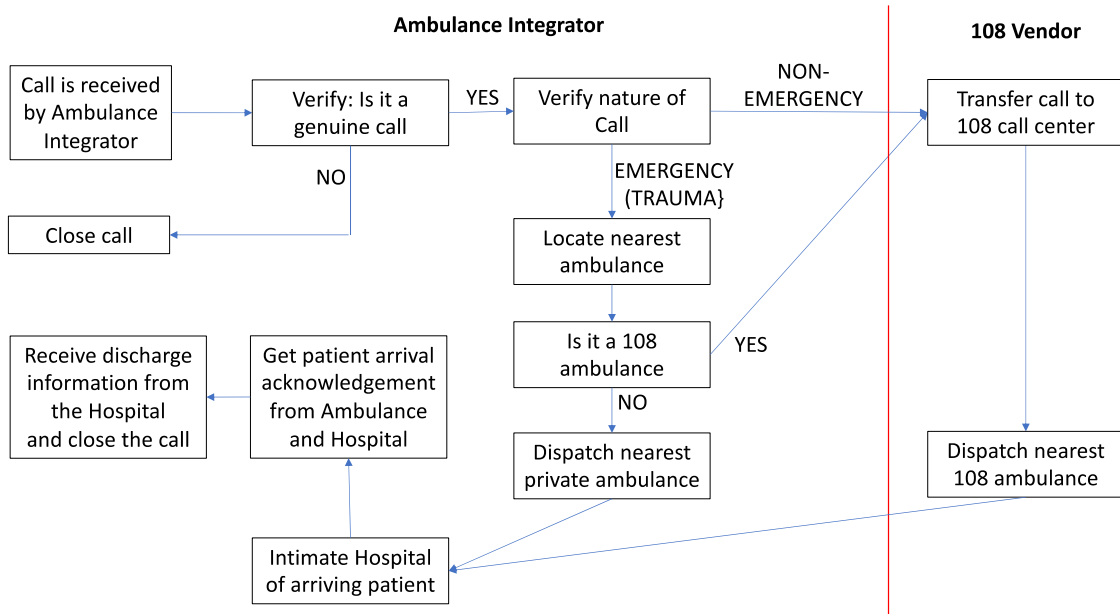 Ambulance Integrator
108 Vendor
Call is received
by Ambulance
Integrator
Verify: Is it a
genuine call
YES
Verify nature of
Call
NON-
EMERGENCY
Transfer call to
108 call center
NO
EMERGENCY
(TRAUMA}
Close call
Locate nearest
ambulance
Is it a 108
ambulance
YES
NO
Receive discharge
information from
the Hospital
and close the call
Get patient arrival
acknowledgement
from Ambulance
and Hospital
Dispatch nearest
private ambulance
Dispatch nearest
108 ambulance
Intimate Hospital
of arriving patient